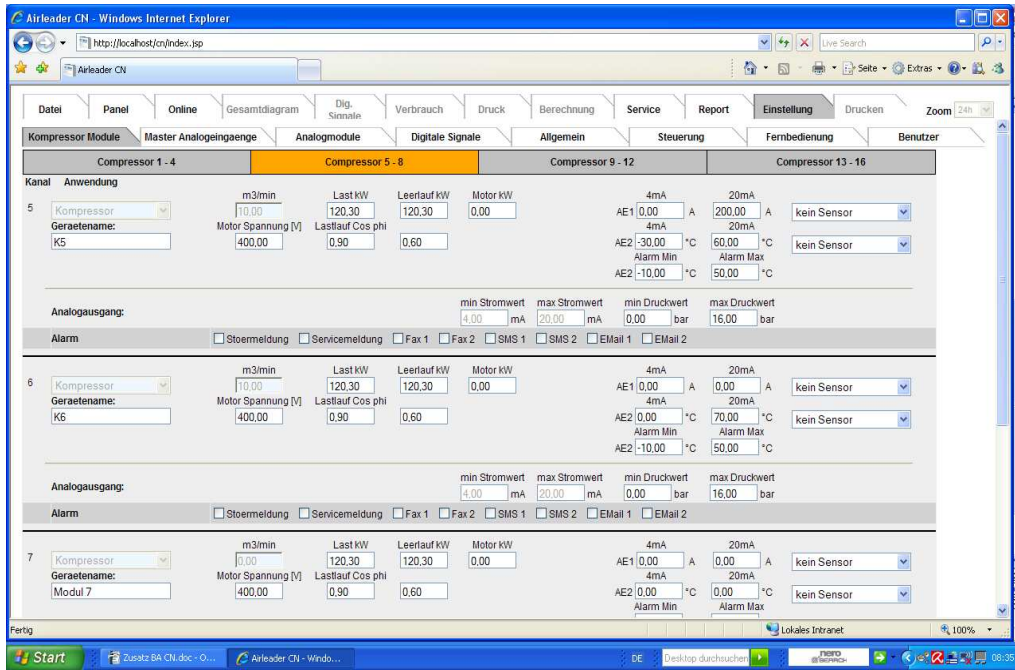 Airleader CN - Windows Internet Explorer
http://localhost/cn/index.jsp
Live Search
Airleader CN
Seite Extras
Datei Panel Online Gesamtdiagram Dig. Signale Verbrauch Druck Berechnung Service Report Einstellung Drucken Zoom 24h
Kompressor Module Master Analogeingaenge Analogmodule Digitale Signale Allgemein Steuerung Fernbedienung Benutzer
Compressor 1 - 4 Compressor 5 - 8 Compressor 9 - 12 Compressor 13 - 16
Kanal Anwendung
m3/min Last kW Leerlauf kW Motor kW 4mA 20mA
5 Kompressor 10,00 120,30 120,30 0,00 AE1 0,00 A 200,00 A kein Sensor
Geraetename: Motor Spannung [V] Lastlauf Cos phi 4mA 20mA
K5 400,00 0,90 0,60 AE2 -30,00 °C 60,00 °C kein Sensor
Alarm Min Alarm Max
AE2 -10,00 °C 50,00 °C
min Stromwert max Stromwert min Druckwert max Druckwert
Analogausgang: 4,00 mA 20,00 mA 0,00 bar 16,00 bar
Alarm Stoermeldung Servicemeldung Fax 1 Fax 2 SMS 1 SMS 2 EMail 1 EMail 2
m3/min Last kW Leerlauf kW Motor kW 4mA 20mA
6 Kompressor 10,00 120,30 120,30 0,00 AE1 0,00 A 0,00 A kein Sensor
Geraetename: Motor Spannung [V] Lastlauf Cos phi 4mA 20mA
K6 400,00 0,90 0,60 AE2 0,00 °C 70,00 °C kein Sensor
Alarm Min Alarm Max
AE2 -10,00 °C 50,00 °C
min Stromwert max Stromwert min Druckwert max Druckwert
Analogausgang: 4,00 mA 20,00 mA 0,00 bar 16,00 bar
Alarm Stoermeldung Servicemeldung Fax 1 Fax 2 SMS 1 SMS 2 EMail 1 EMail 2
m3/min Last kW Leerlauf kW Motor kW 4mA 20mA
7 Kompressor 0,00 120,30 120,30 0,00 AE1 0,00 A 0,00 A kein Sensor
Geraetename: Motor Spannung [V] Lastlauf Cos phi 4mA 20mA
Modul 7 400,00 0,90 0,60 AE2 0,00 °C 0,00 °C kein Sensor
Alarm Min Alarm Max
Fertig Lokales Intranet 100%
Start Zusatz BA CN.doc - O... Airleader CN - Windo... DE Desktop durchsuchen nero SEARCH 08:35